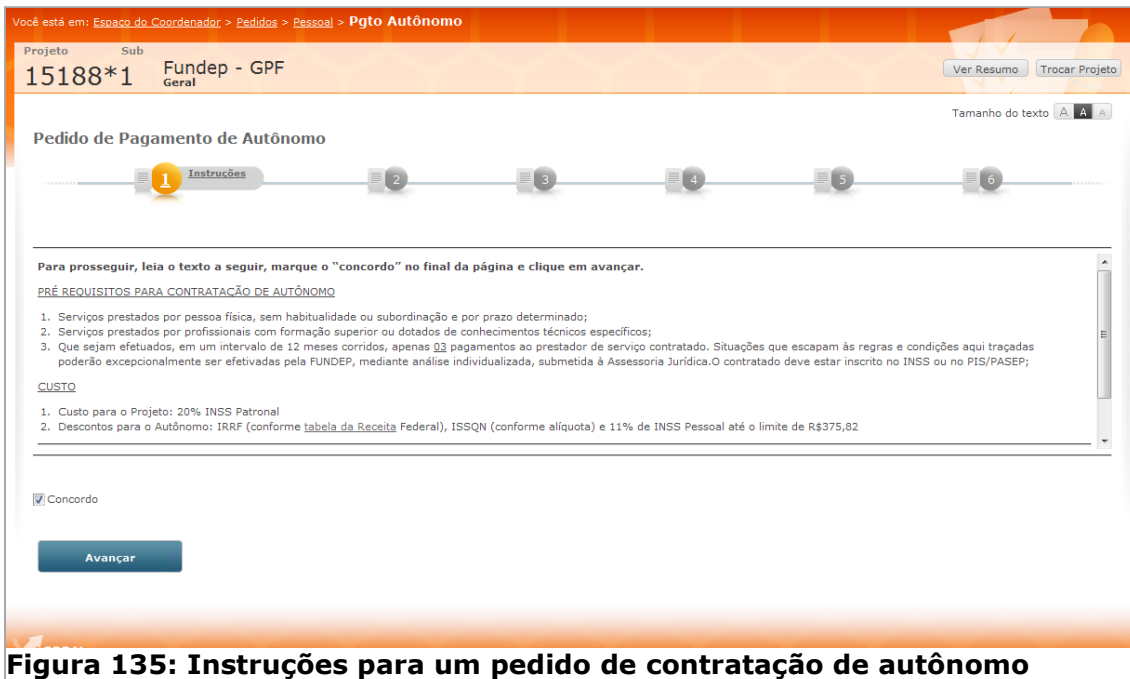 Você está em: Espaço do Coordenador > Pedidos > Pessoal > Pgto Autônomo
Projeto Sub
15188*1 Fundep - GPF
Geral
Ver Resumo Trocar Projeto
Tamanho do texto A A A
Pedido de Pagamento de Autônomo
1 Instruções 2 3 4 5 6
Para prosseguir, leia o texto a seguir, marque o "concordo" no final da página e clique em avançar.
PRÉ REQUISITOS PARA CONTRATAÇÃO DE AUTÔNOMO
1. Serviços prestados por pessoa física, sem habitualidade ou subordinação e por prazo determinado;
2. Serviços prestados por profissionais com formação superior ou dotados de conhecimentos técnicos específicos;
3. Que sejam efetuados, em um intervalo de 12 meses corridos, apenas 03 pagamentos ao prestador de serviço contratado. Situações que escapam às regras e condições aqui traçadas
poderão excepcionalmente ser efetivadas pela FUNDEP, mediante análise individualizada, submetida à Assessoria Jurídica.O contratado deve estar inscrito no INSS ou no PIS/PASEP;
CUSTO
1. Custo para o Projeto: 20% INSS Patronal
2. Descontos para o Autônomo: IRRF (conforme tabela da Receita Federal), ISSQN (conforme alíquota) e 11% de INSS Pessoal até o limite de R$375,82
Concordo
Avançar
Figura 135: Instruções para um pedido de contratação de autônomo